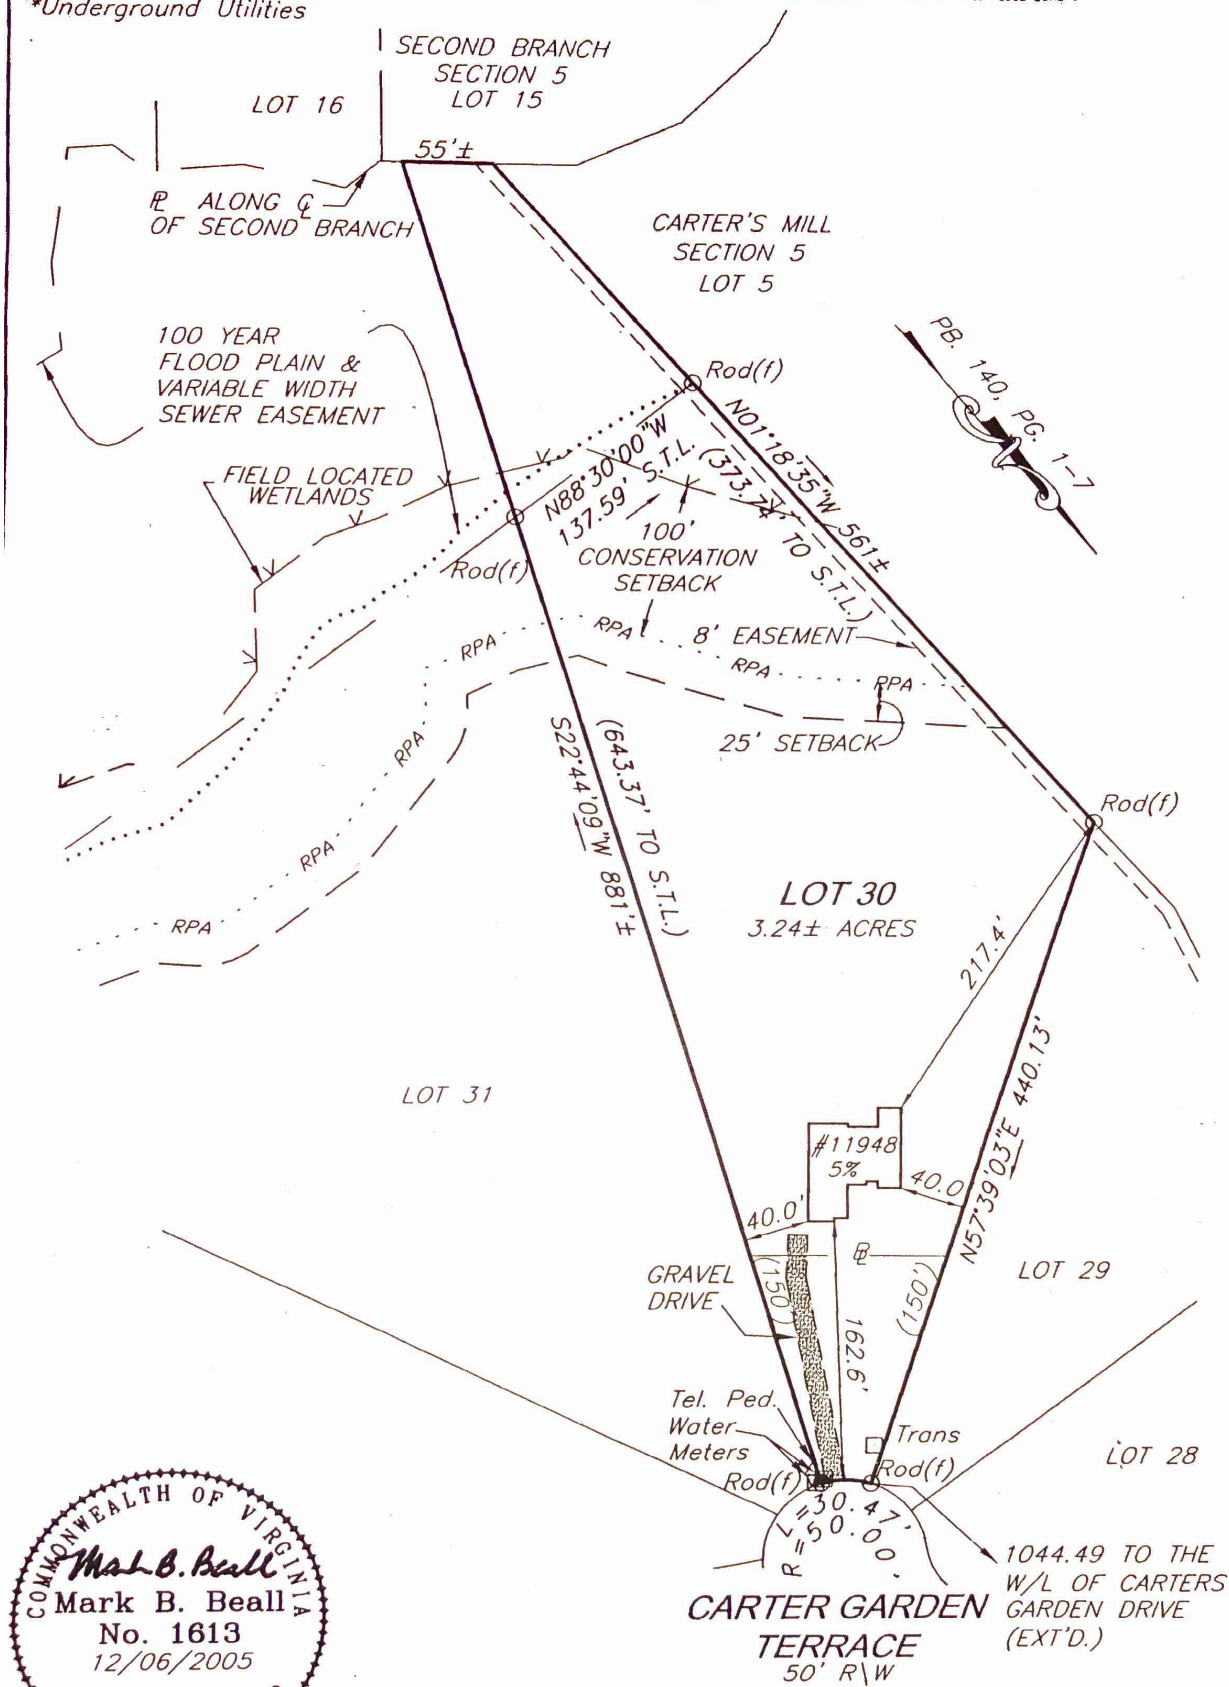 *Underground Utilities
SECOND BRANCH
SECTION 5
LOT 15
LOT 16
55'±
℄ ALONG ℄
OF SECOND BRANCH
CARTER'S MILL
SECTION 5
LOT 5
PB. 140, PG. 1-7
100 YEAR
FLOOD PLAIN &
VARIABLE WIDTH
SEWER EASEMENT
Rod(f)
N01°18'35"W 561±
(373.74' TO S.T.L.)
FIELD LOCATED
WETLANDS
N88°30'00"W
137.59' S.T.L.
100'
CONSERVATION
SETBACK
Rod(f)
RPA
RPA
8' EASEMENT
RPA
RPA
25' SETBACK
RPA
RPA
RPA
(643.37' TO S.T.L.)
S22°44'09"W 881'±
Rod(f)
LOT 30
3.24± ACRES
217.4'
N57°39'03"E 440.13'
LOT 31
#11948
5%
40.0'
40.0'
BL
(150')
(150')
GRAVEL
DRIVE
162.6'
LOT 29
Tel. Ped.
Water
Meters
Trans
Rod(f)
Rod(f)
LOT 28
L=30.47'
R=50.00'
1044.49 TO THE
W/L OF CARTERS
GARDEN DRIVE
(EXT'D.)
CARTER GARDEN
TERRACE
50' R\W
COMMONWEALTH OF VIRGINIA
Mark B. Beall
Mark B. Beall
No. 1613
12/06/2005